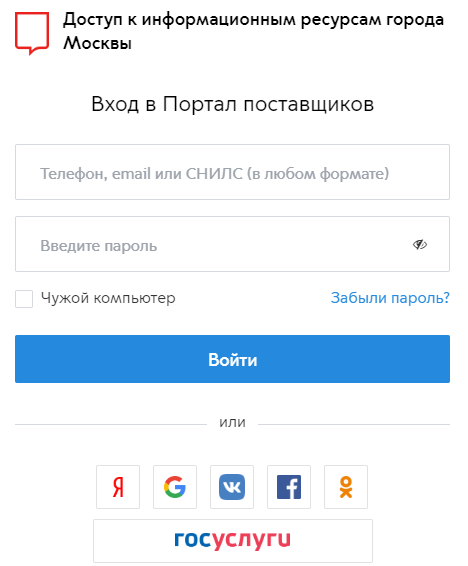 Доступ к информационным ресурсам города
Москвы
Вход в Портал поставщиков
Телефон, email или СНИЛС (в любом формате)
Введите пароль
Чужой компьютер Забыли пароль?
Войти
или
Я G f
госуслуги